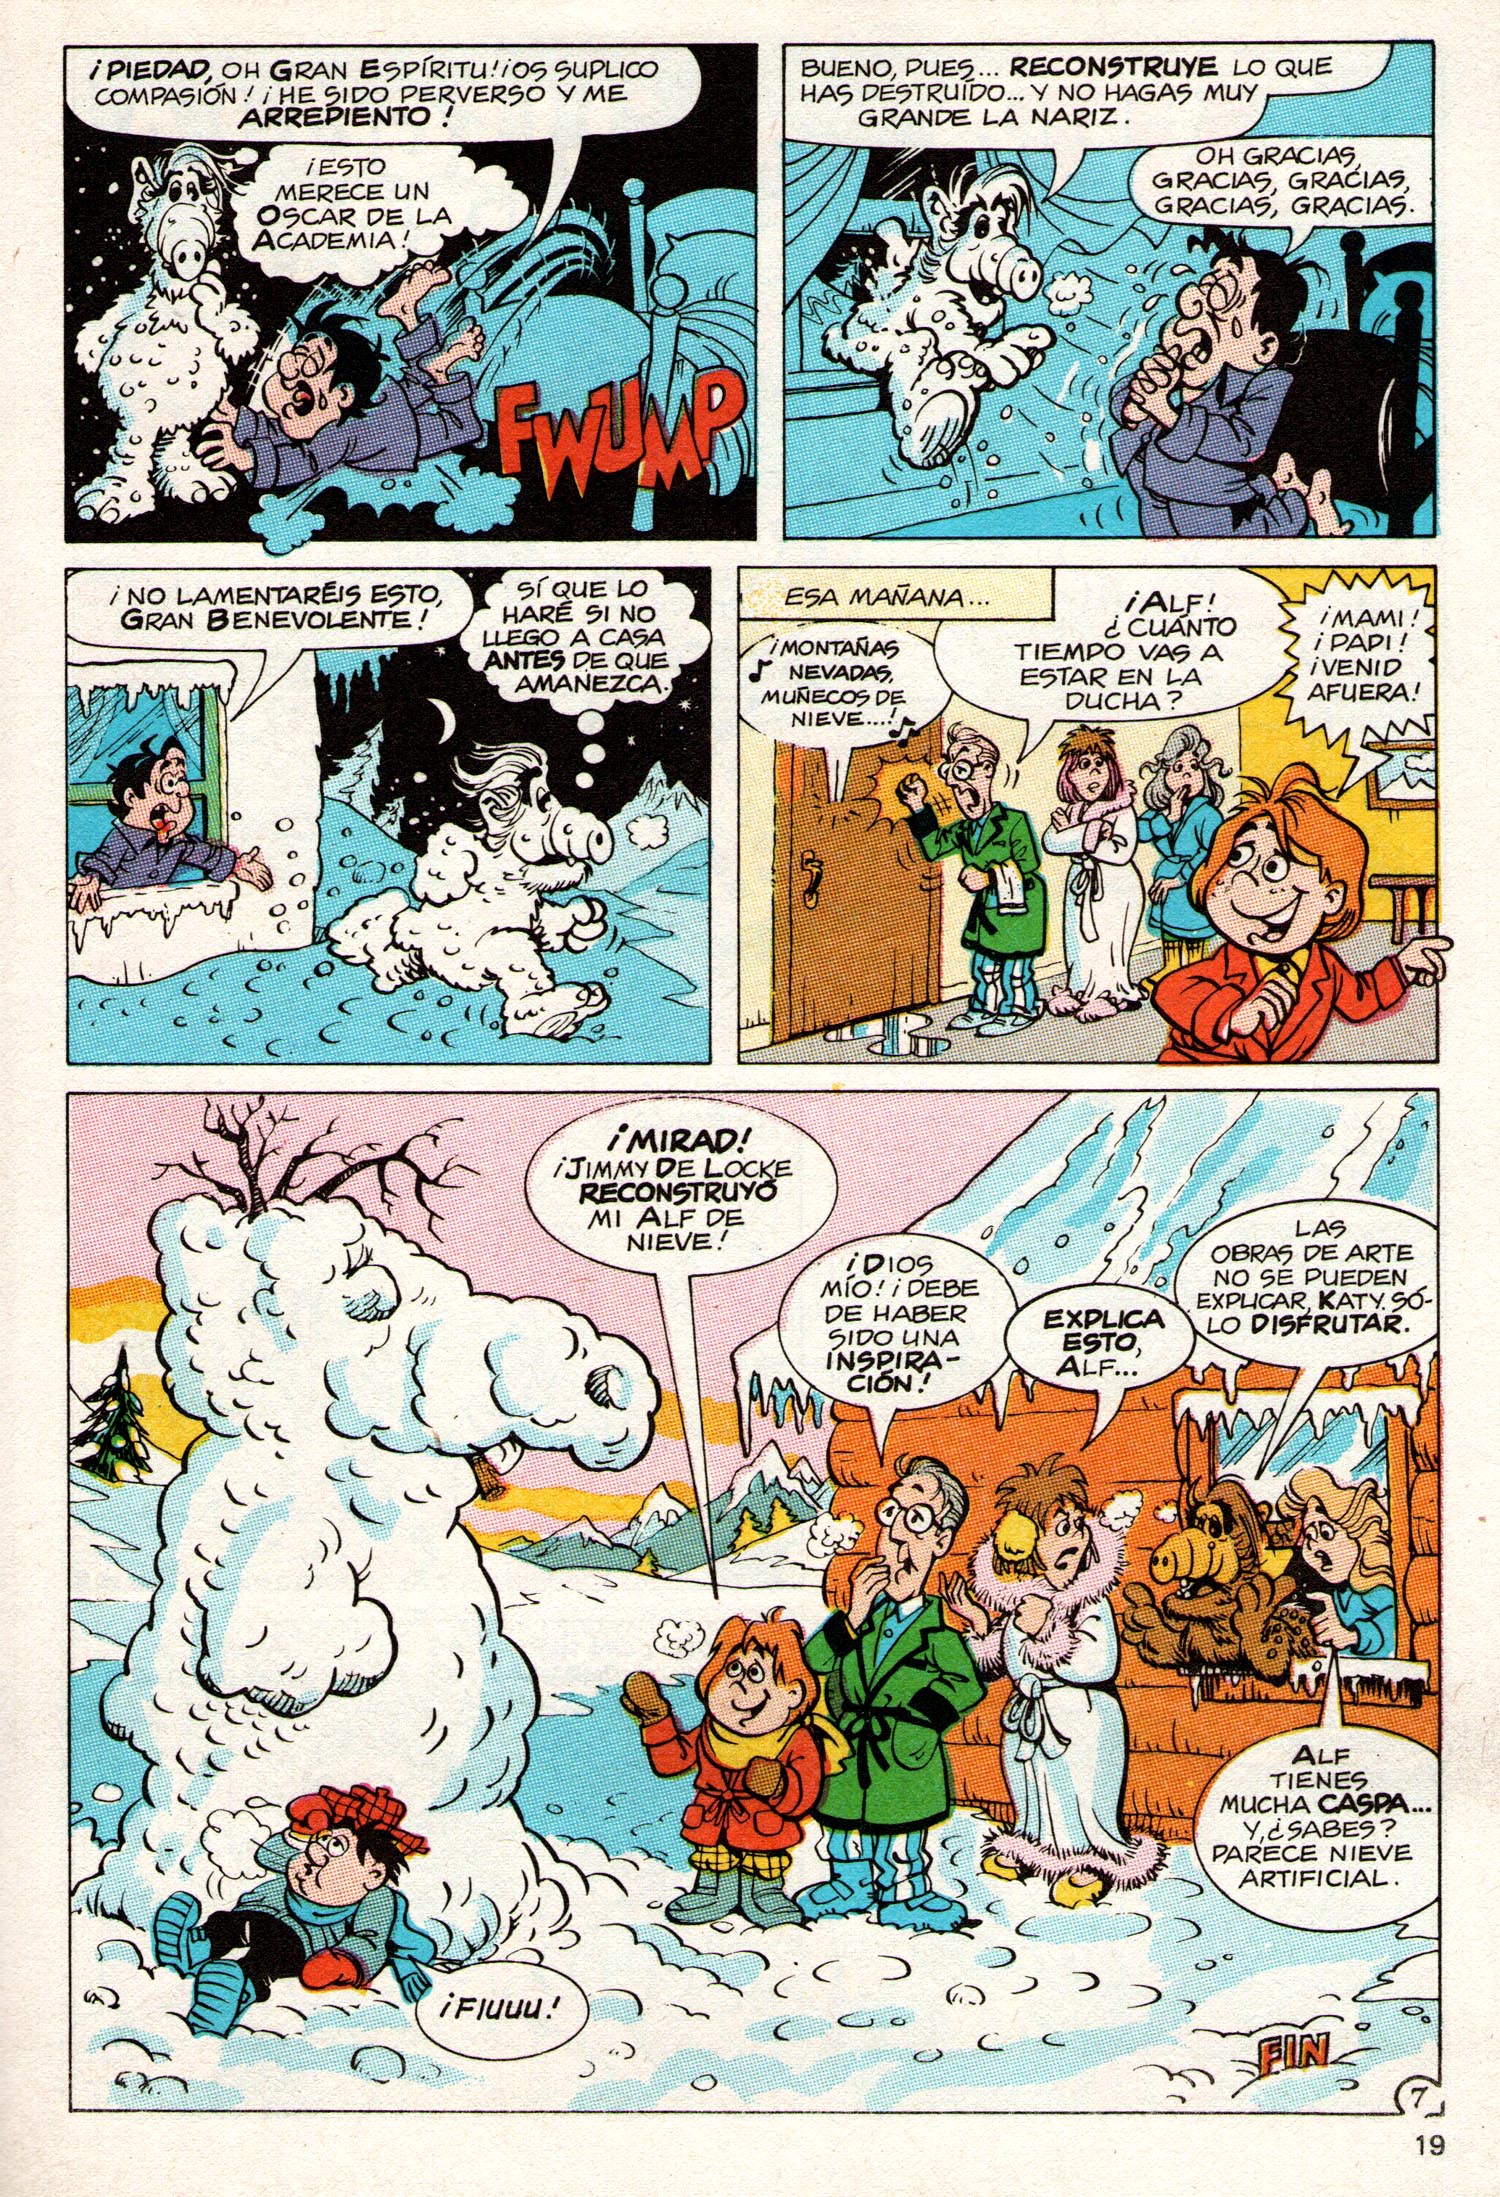 ¡PIEDAD, OH GRAN ESPÍRITU! ¡OS SUPLICO
COMPASIÓN! ¡HE SIDO PERVERSO Y ME
ARREPIENTO!
¡ESTO
MERECE UN
OSCAR DE LA
ACADEMIA!
FWUMP
BUENO, PUES... RECONSTRUYE LO QUE
HAS DESTRUÍDO... Y NO HAGAS MUY
GRANDE LA NARIZ.
OH GRACIAS,
GRACIAS, GRACIAS,
GRACIAS, GRACIAS.
¡NO LAMENTARÉIS ESTO,
GRAN BENEVOLENTE!
SÍ QUE LO
HARÉ SI NO
LLEGO A CASA
ANTES DE QUE
AMANEZCA.
ESA MAÑANA...
¡MONTAÑAS
NEVADAS,
MUÑECOS DE
NIEVE...!
¡ALF!
¿CUÁNTO
TIEMPO VAS A
ESTAR EN LA
DUCHA?
¡MAMI!
¡PAPI!
¡VENID
AFUERA!
¡MIRAD!
¡JIMMY DE LOCKE
RECONSTRUYÓ
MI ALF DE
NIEVE!
¡DIOS
MÍO! ¡DEBE
DE HABER
SIDO UNA
INSPIRA-
CIÓN!
EXPLICA
ESTO,
ALF...
LAS
OBRAS DE ARTE
NO SE PUEDEN
EXPLICAR, KATY. SÓ-
LO DISFRUTAR.
ALF
TIENES
MUCHA CASPA...
Y, ¿SABES?
PARECE NIEVE
ARTIFICIAL.
¡FIUUU!
FIN
7
19